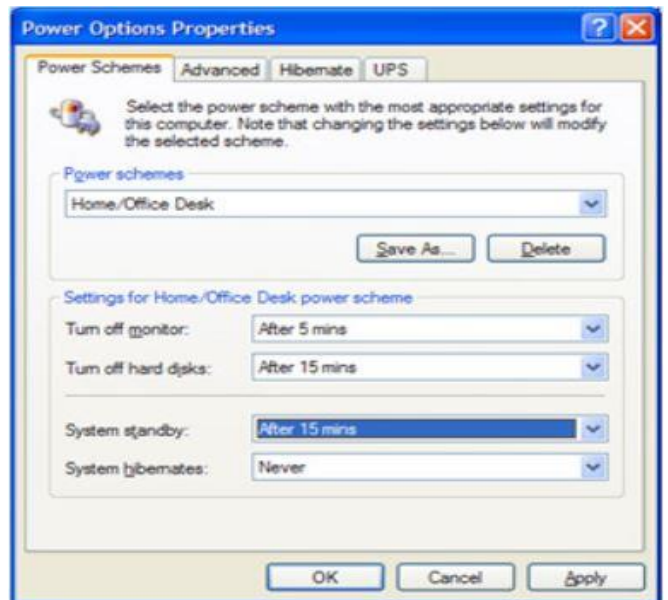 Power Options Properties
Power Schemes Advanced Hibernate UPS
Select the power scheme with the most appropriate settings for
this computer. Note that changing the settings below will modify
the selected scheme.
Power schemes
Home/Office Desk
Save As... Delete
Settings for Home/Office Desk power scheme
Turn off monitor: After 5 mins
Turn off hard disks: After 15 mins
System standby: After 15 mins
System hibernates: Never
OK Cancel Apply